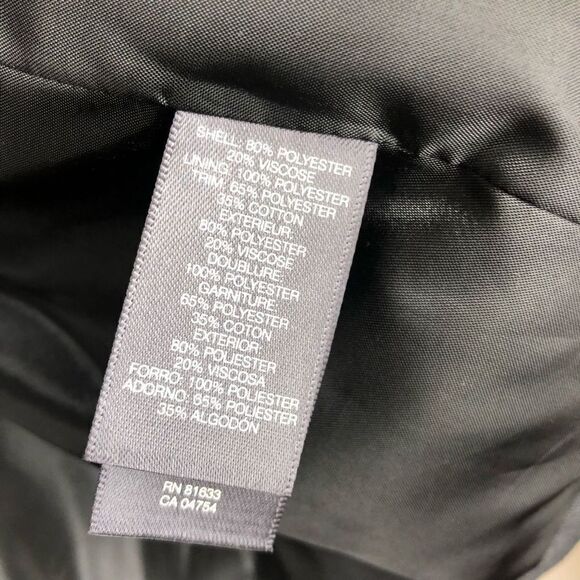 SHELL: 80% POLYESTER
20% VISCOSE
LINING: 100% POLYESTER
TRIM: 65% POLYESTER
35% COTTON
EXTERIEUR:
80% POLYESTER
20% VISCOSE
DOUBLURE:
100% POLYESTER
GARNITURE:
65% POLYESTER
35% COTON
EXTERIOR:
80% POLIESTER
20% VISCOSA
FORRO: 100% POLIESTER
ADORNO: 65% POLIESTER
35% ALGODÓN
RN 81633
CA 04754